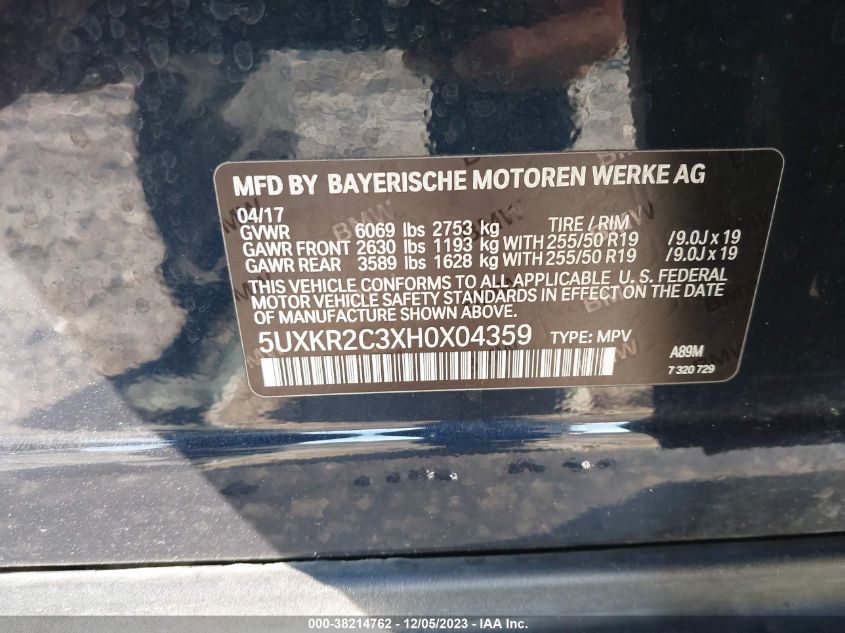 MFD BY BAYERISCHE MOTOREN WERKE AG
04/17
GVWR 6069 lbs 2753 kg TIRE / RIM
GAWR FRONT 2630 lbs 1193 kg WITH 255/50 R19 /9.0J x 19
GAWR REAR 3589 lbs 1628 kg WITH 255/50 R19 /9.0J x 19
THIS VEHICLE CONFORMS TO ALL APPLICABLE U. S. FEDERAL
MOTOR VEHICLE SAFETY STANDARDS IN EFFECT ON THE DATE
OF MANUFACTURE SHOWN ABOVE.
5UXKR2C3XH0X04359 TYPE: MPV
A89M
7 320 729
BMW
000-38214762 - 12/05/2023 - IAAI.COM